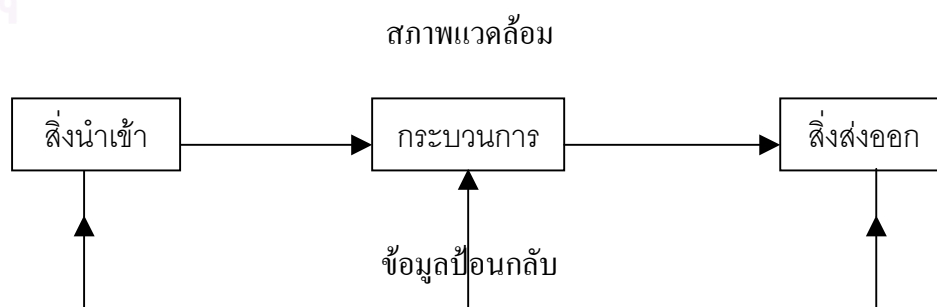 สภาพแวดล้อม
สิ่งนำเข้า กระบวนการ สิ่งส่งออก
ข้อมูลป้อนกลับ